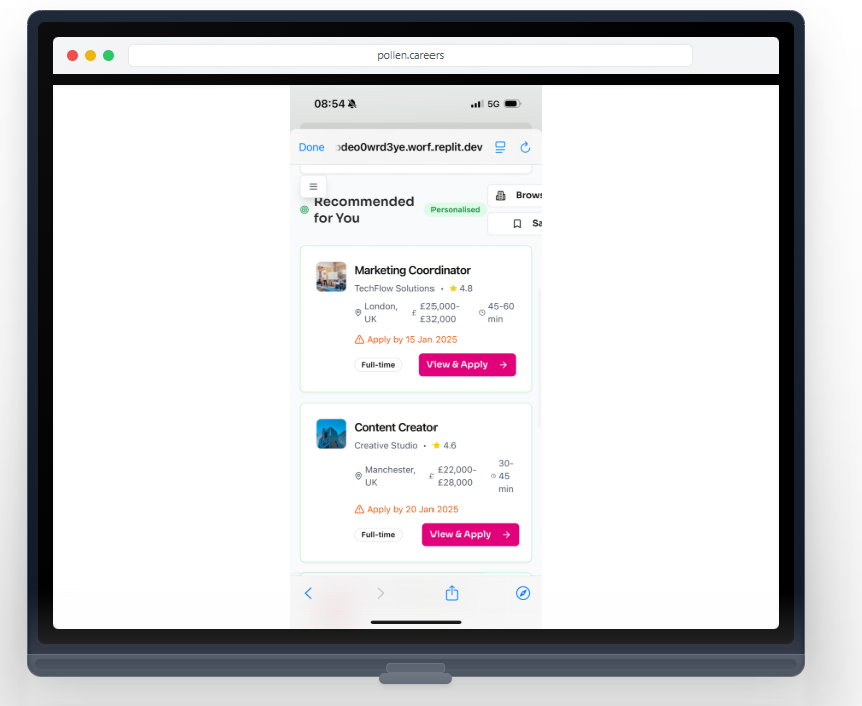 pollen.careers
08:54
5G
Done
deo0wrd3ye.worf.replit.dev
Recommended
for You
Personalised
Brows
Sa
Marketing Coordinator
TechFlow Solutions • 4.8
London,
UK
£ £25,000-
£32,000
45-60
min
Apply by 15 Jan 2025
Full-time
View & Apply
Content Creator
Creative Studio • 4.6
Manchester,
UK
£ £22,000-
£28,000
30-
45
min
Apply by 20 Jan 2025
Full-time
View & Apply